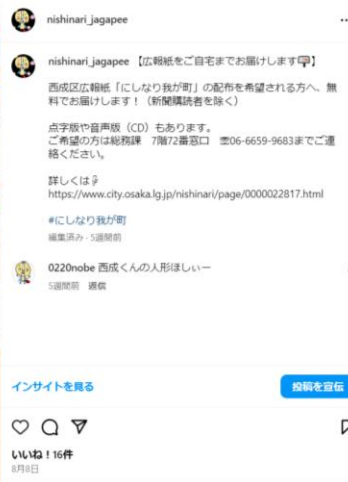 nishinari_jagapee
nishinari_jagapee 【広報紙をご自宅までお届けします📪】
西成区広報紙「にしなり我が町」の配布を希望される方へ、無
料でお届けします！（新聞購読者を除く）
点字版や音声版（CD）もあります。
ご希望の方は総務課　7階72番窓口　☎06-6659-9683までご連
絡ください。
詳しくは👇
https://www.city.osaka.lg.jp/nishinari/page/0000022817.html
#にしなり我が町
編集済み・5週間前
0220nobe 西成くんの人形ほしぃー
5週間前　返信
インサイトを見る
投稿を宣伝
いいね！16件
8月8日